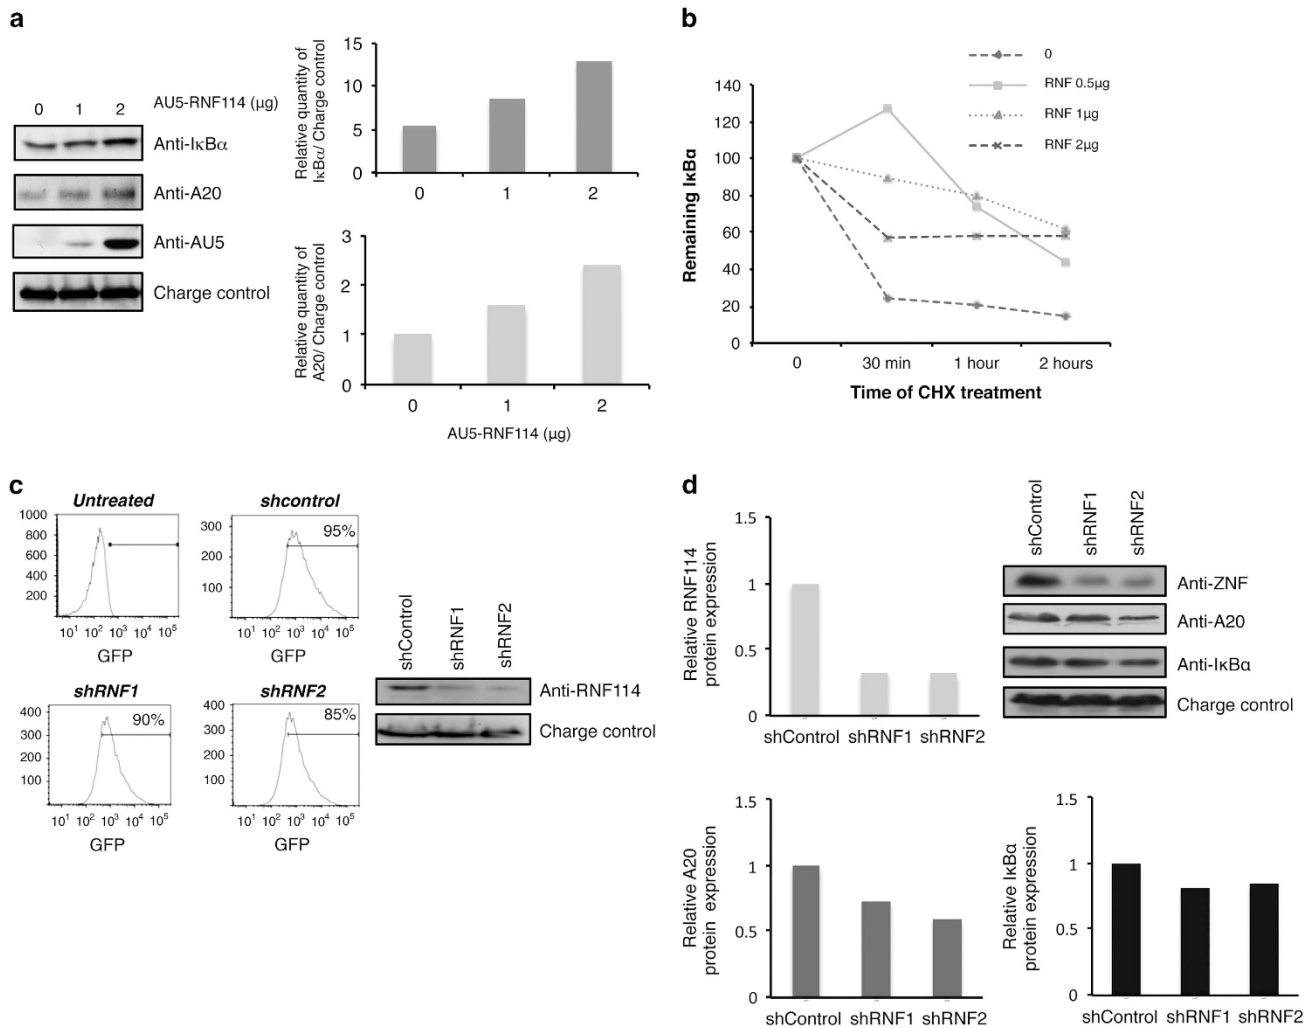 a
0 1 2 AU5-RNF114 (μg)
Anti-IκBα
Anti-A20
Anti-AU5
Charge control
Relative quantity of
IκBα/ Charge control
15
10
5
0
0 1 2
Relative quantity of
A20/ Charge control
3
2
1
0
0 1 2
AU5-RNF114 (μg)
b
0
RNF 0.5μg
RNF 1μg
RNF 2μg
Remaining IκBα
140
120
100
80
60
40
20
0
0 30 min 1 hour 2 hours
Time of CHX treatment
c
Untreated
1000
800
600
400
200
10¹ 10² 10³ 10⁴ 10⁵
GFP
shcontrol
95%
300
200
100
10¹ 10² 10³ 10⁴ 10⁵
GFP
shRNF1
90%
400
300
200
100
10¹ 10² 10³ 10⁴ 10⁵
GFP
shRNF2
85%
400
300
200
100
10¹ 10² 10³ 10⁴ 10⁵
GFP
shControl
shRNF1
shRNF2
Anti-RNF114
Charge control
d
Relative RNF114
protein expression
1.5
1
0.5
0
shControl shRNF1 shRNF2
shControl
shRNF1
shRNF2
Anti-ZNF
Anti-A20
Anti-IκBα
Charge control
Relative A20
protein expression
1.5
1
0.5
0
shControl shRNF1 shRNF2
Relative IκBα
protein expression
1.5
1
0.5
0
shControl shRNF1 shRNF2